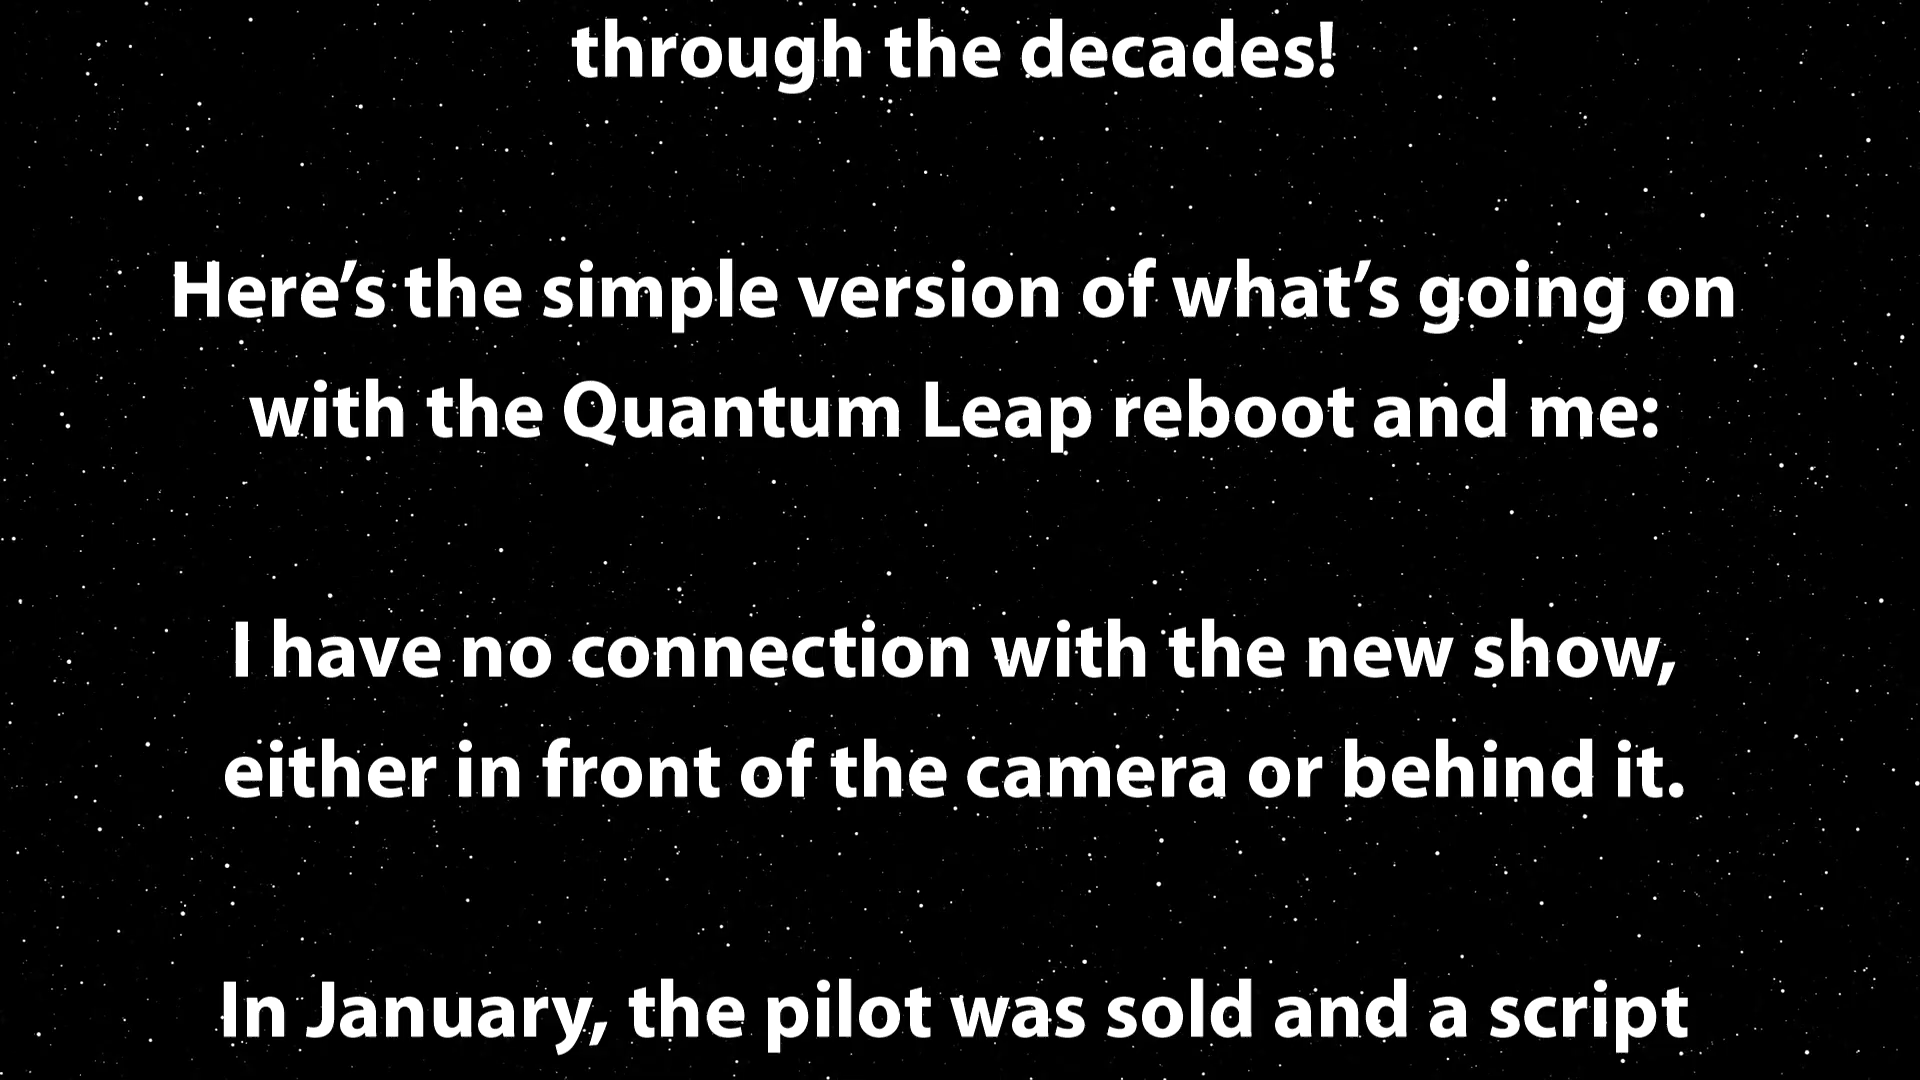 through the decades!
Here’s the simple version of what’s going on
with the Quantum Leap reboot and me:
I have no connection with the new show,
either in front of the camera or behind it.
In January, the pilot was sold and a script